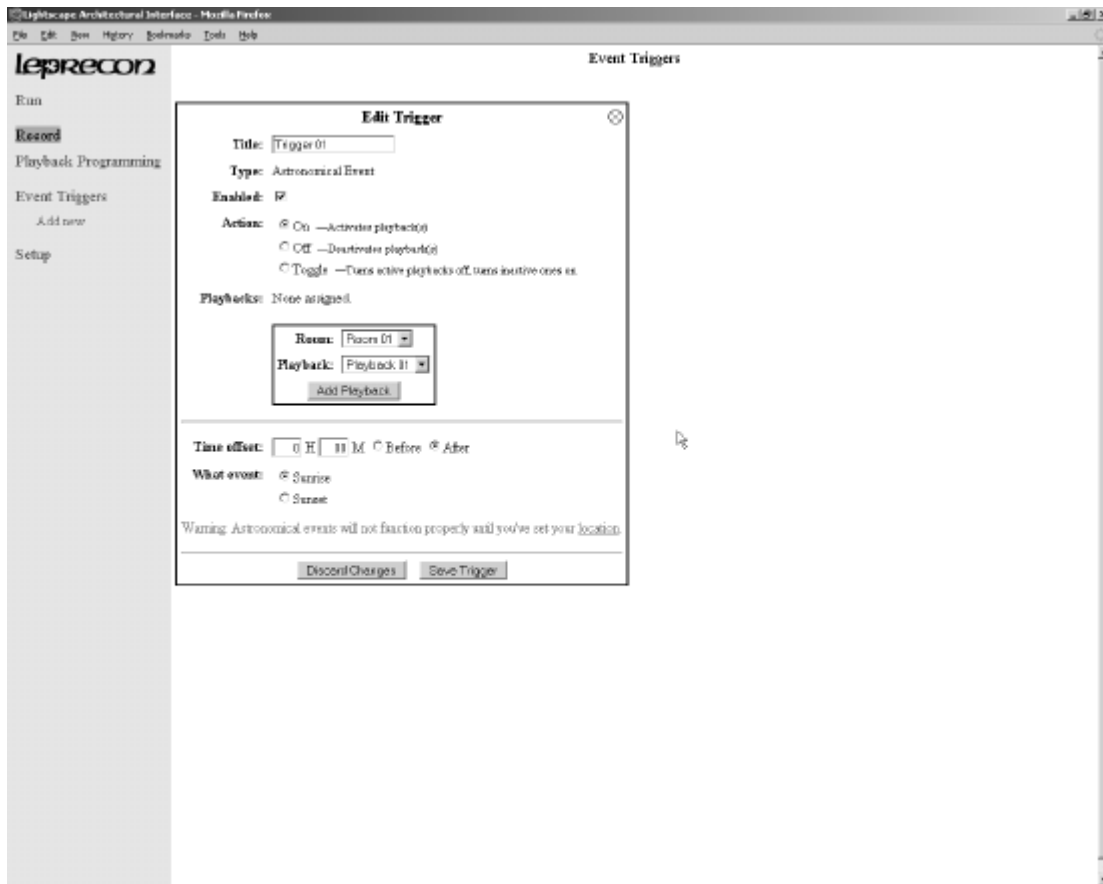 Lightscape Architectural Interface - Mozilla Firefox
File Edit View History Bookmarks Tools Help
leprecon
Event Triggers
Run
Record
Playback Programming
Event Triggers
Add new
Setup
Edit Trigger
Title: Trigger 01
Type: Astronomical Event
Enabled:
Action: On —Activates playback(s)
Off —Deactivates playback(s)
Toggle —Turns active playbacks off, turns inactive ones on.
Playbacks: None assigned.
Room: Room 01
Playback: Playback 01
Add Playback
Time offset: 0 H M Before After
What event: Sunrise
Sunset
Warning: Astronomical events will not function properly until you've set your location.
Discard Changes Save Trigger